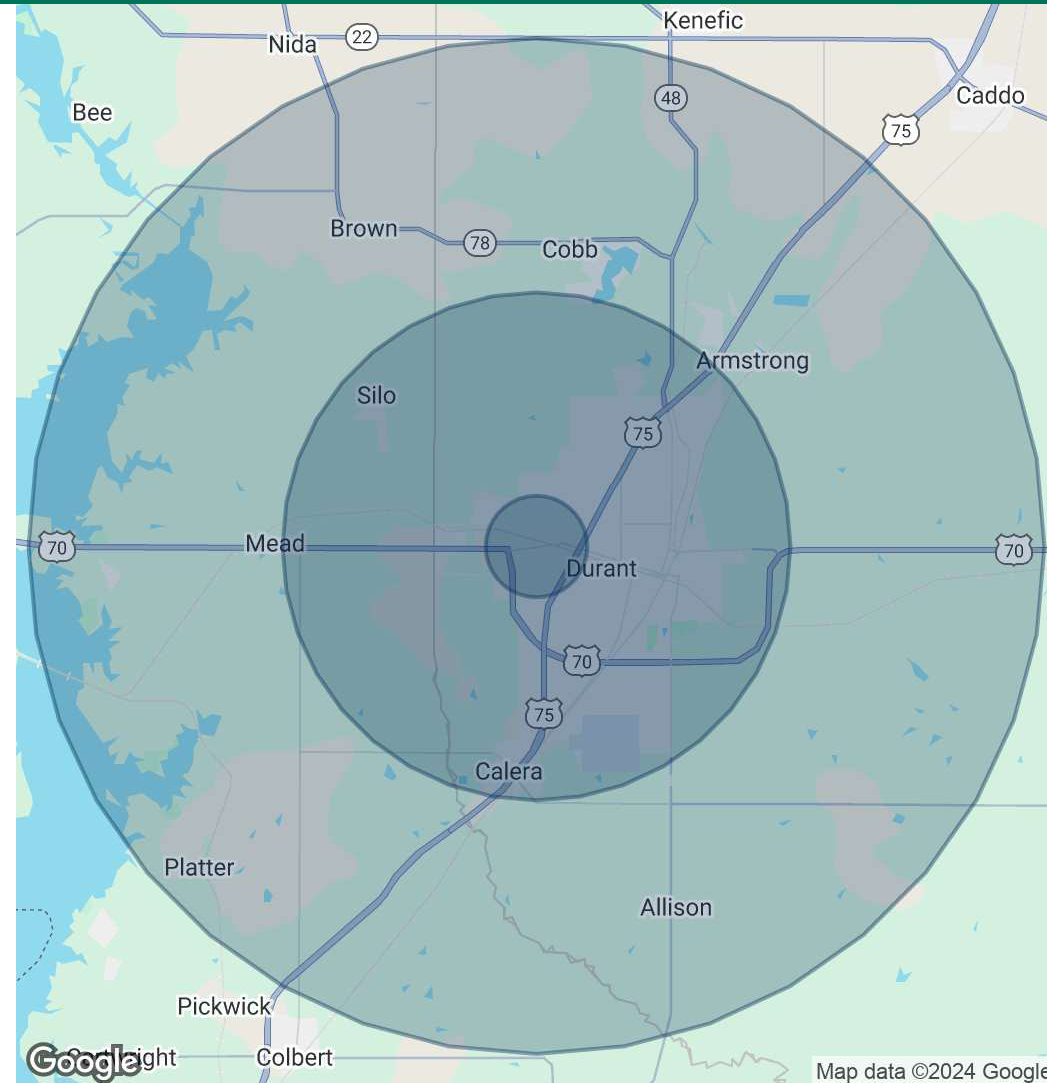 Kenefic
Nida
22
Caddo
48
Bee
75
Brown
78
Cobb
Armstrong
Silo
75
70
Mead
70
Durant
70
75
Calera
Platter
Allison
Pickwick
Colbert
Google
Map data ©2024 Google